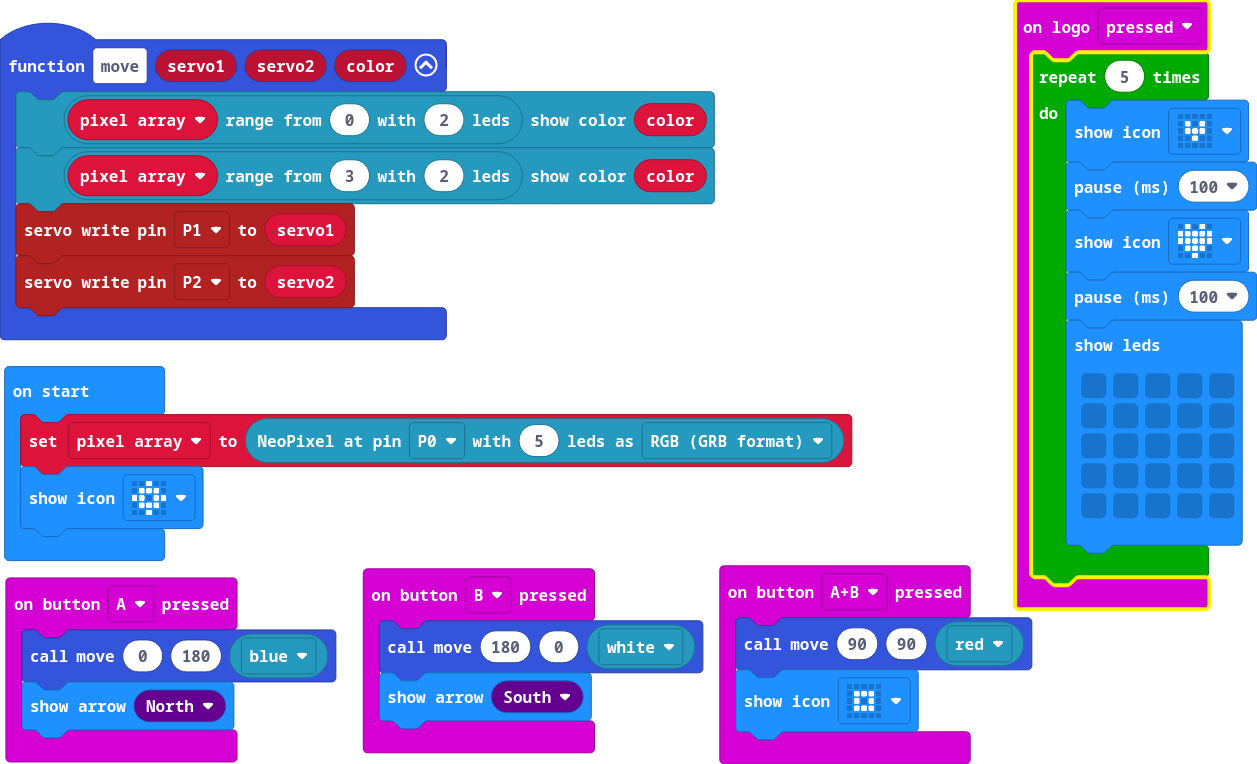 function move servo1 servo2 color
pixel array range from 0 with 2 leds show color color
pixel array range from 3 with 2 leds show color color
servo write pin P1 to servo1
servo write pin P2 to servo2
on start
set pixel array to NeoPixel at pin P0 with 5 leds as RGB (GRB format)
show icon
on button A pressed
call move 0 180 blue
show arrow North
on button B pressed
call move 180 0 white
show arrow South
on button A+B pressed
call move 90 90 red
show icon
on logo pressed
repeat 5 times
do
show icon
pause (ms) 100
show icon
pause (ms) 100
show leds